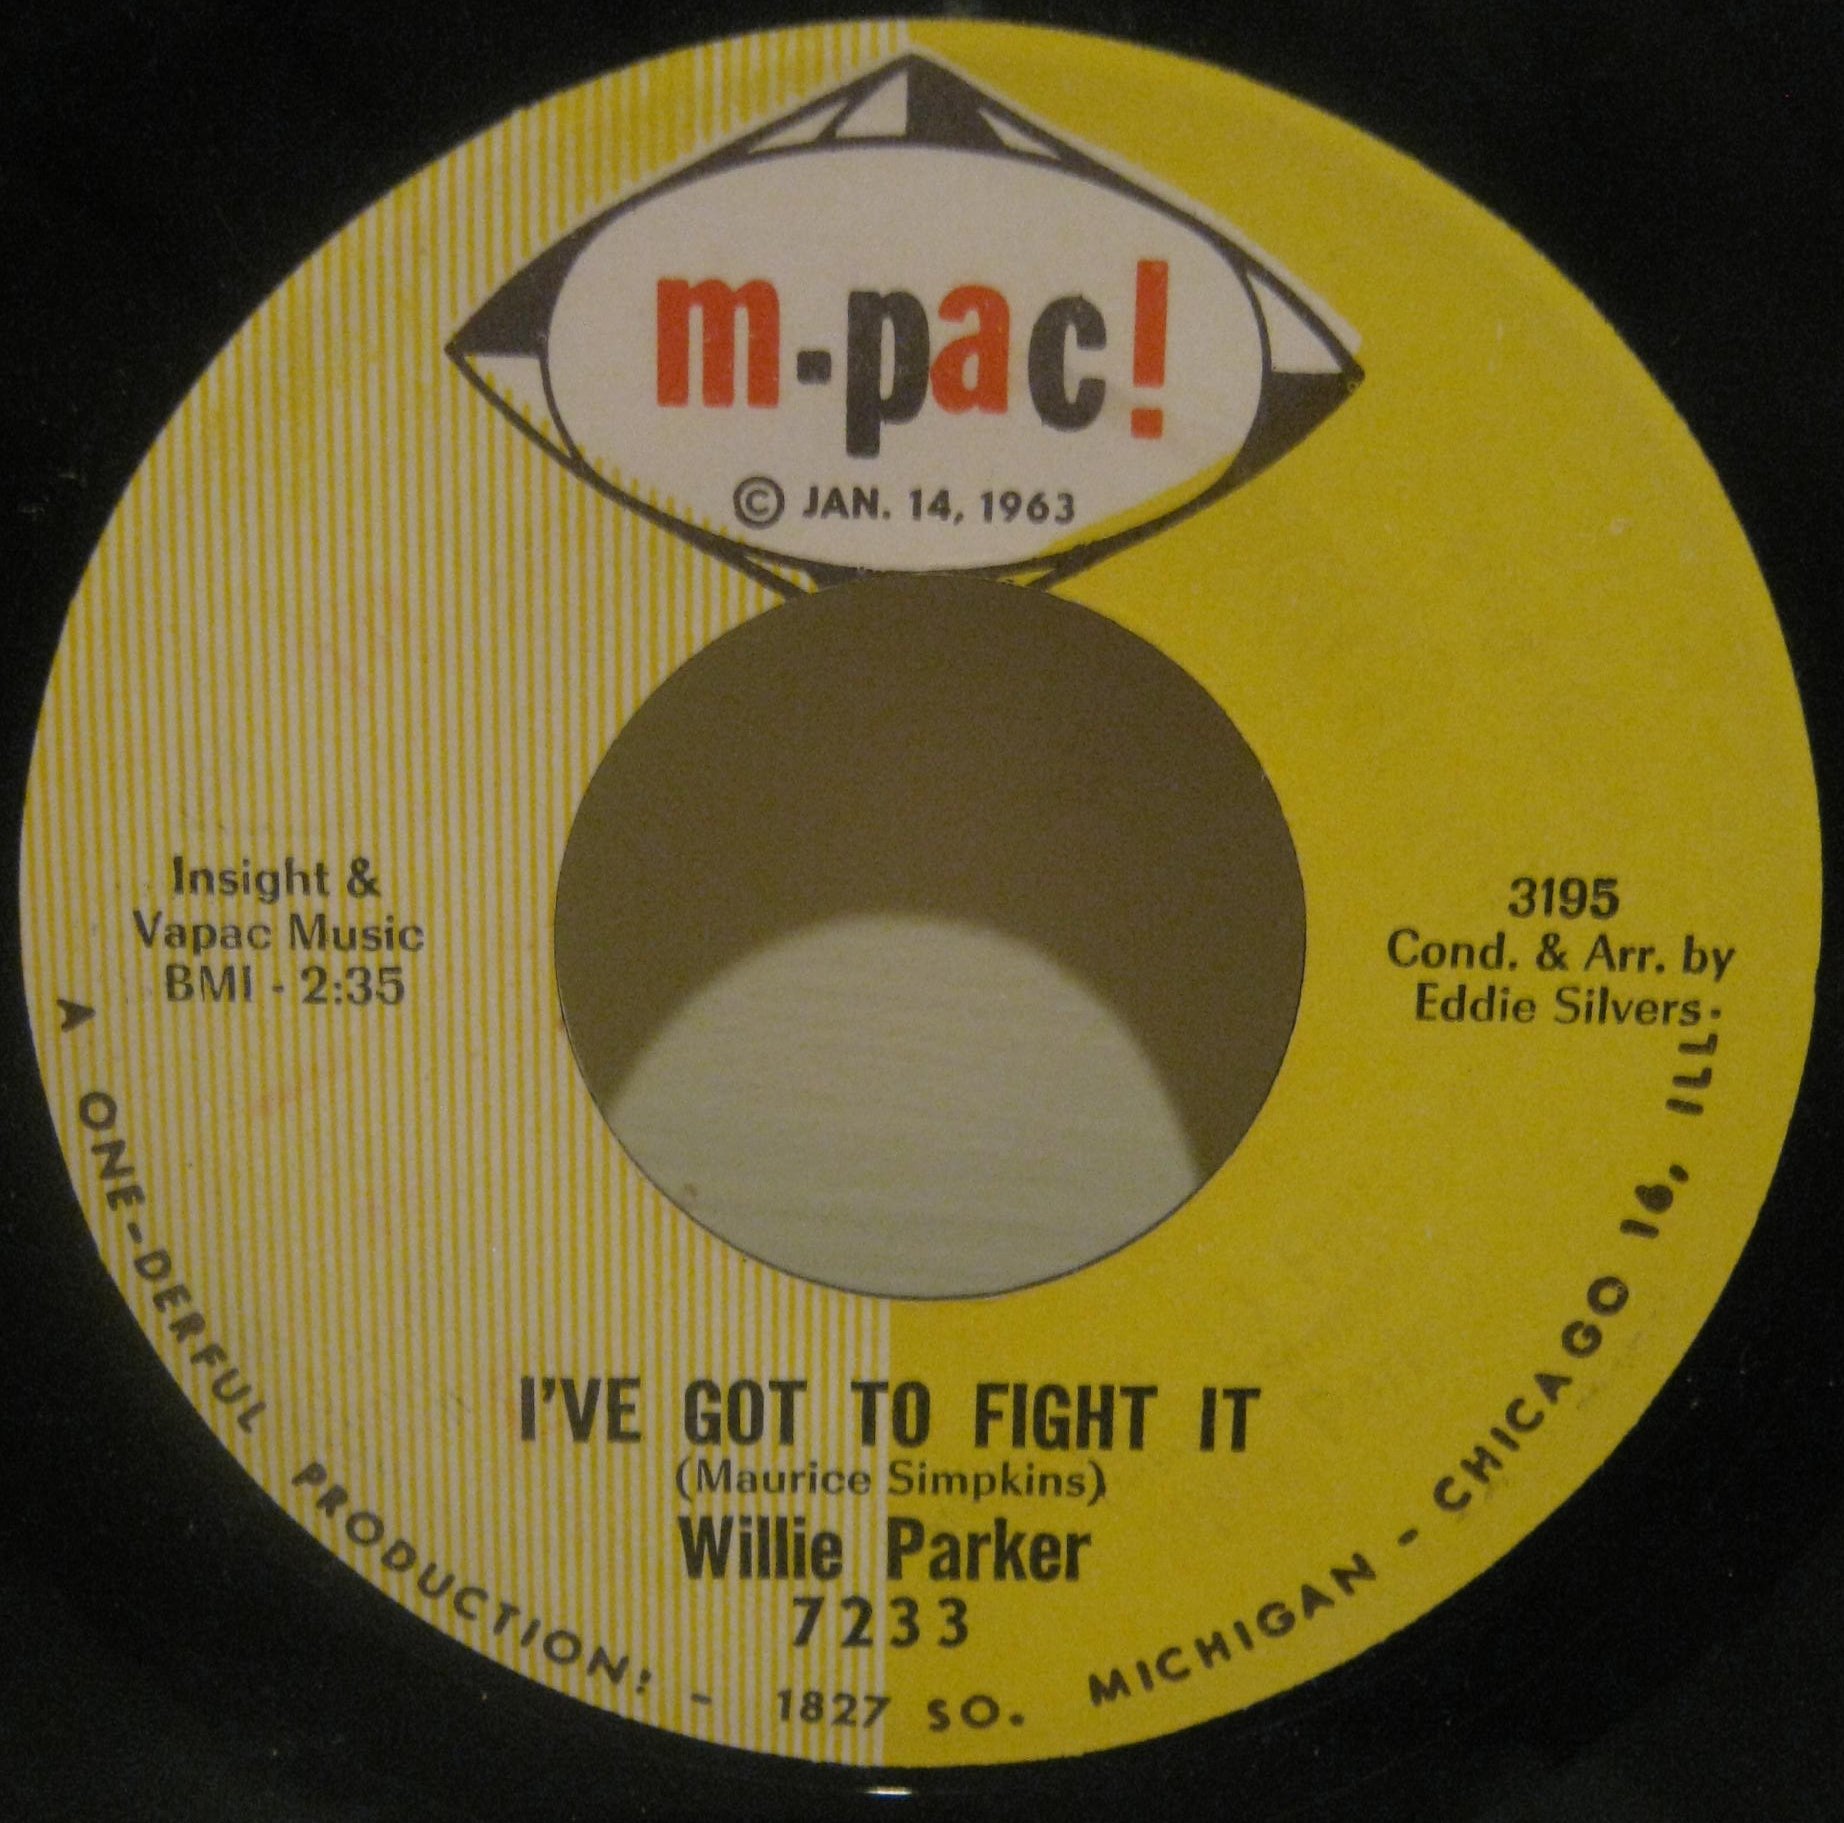 m-pac!
© JAN. 14, 1963
Insight &
Vapac Music
BMI - 2:35
3195
Cond. & Arr. by
Eddie Silvers
I'VE GOT TO FIGHT IT
(Maurice Simpkins)
Willie Parker
7233
A ONE-DERFUL PRODUCTION! - 1827 SO. MICHIGAN - CHICAGO 16, ILL.